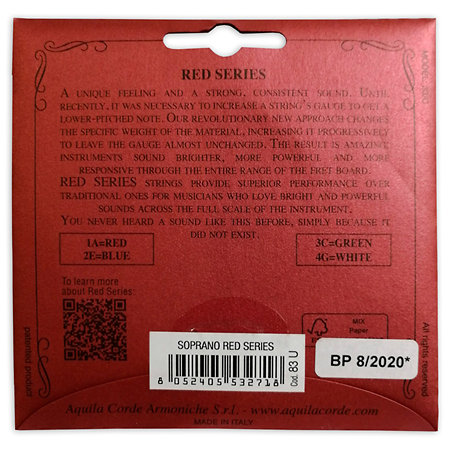 RED SERIES
A UNIQUE FEELING AND A STRONG, CONSISTENT SOUND. UNTIL
RECENTLY, IT WAS NECESSARY TO INCREASE A STRING'S GAUGE TO GET A
LOWER-PITCHED NOTE. OUR REVOLUTIONARY NEW APPROACH CHANGES
THE SPECIFIC WEIGHT OF THE MATERIAL, INCREASING IT PROGRESSIVELY
TO LEAVE THE GAUGE ALMOST UNCHANGED. THE RESULT IS AMAZING:
INSTRUMENTS SOUND BRIGHTER, MORE POWERFUL AND MORE
RESPONSIVE THROUGH THE ENTIRE RANGE OF THE FRET BOARD.
RED SERIES STRINGS PROVIDE SUPERIOR PERFORMANCE OVER
TRADITIONAL ONES FOR MUSICIANS WHO LOVE BRIGHT AND POWERFUL
SOUNDS ACROSS THE FULL SCALE OF THE INSTRUMENT.
YOU NEVER HEARD A SOUND LIKE THIS BEFORE, SIMPLY BECAUSE IT
DID NOT EXIST.
1A=RED
2E=BLUE
3C=GREEN
4G=WHITE
To learn more
about Red Series:
patented product
All rights reserved
FSC
MIX
Paper
SOPRANO RED SERIES
8 052405 532718
Cod. 83 U
BP 8/2020*
Aquila Corde Armoniche S.r.l. - www.aquilacorde.com
MADE IN ITALY